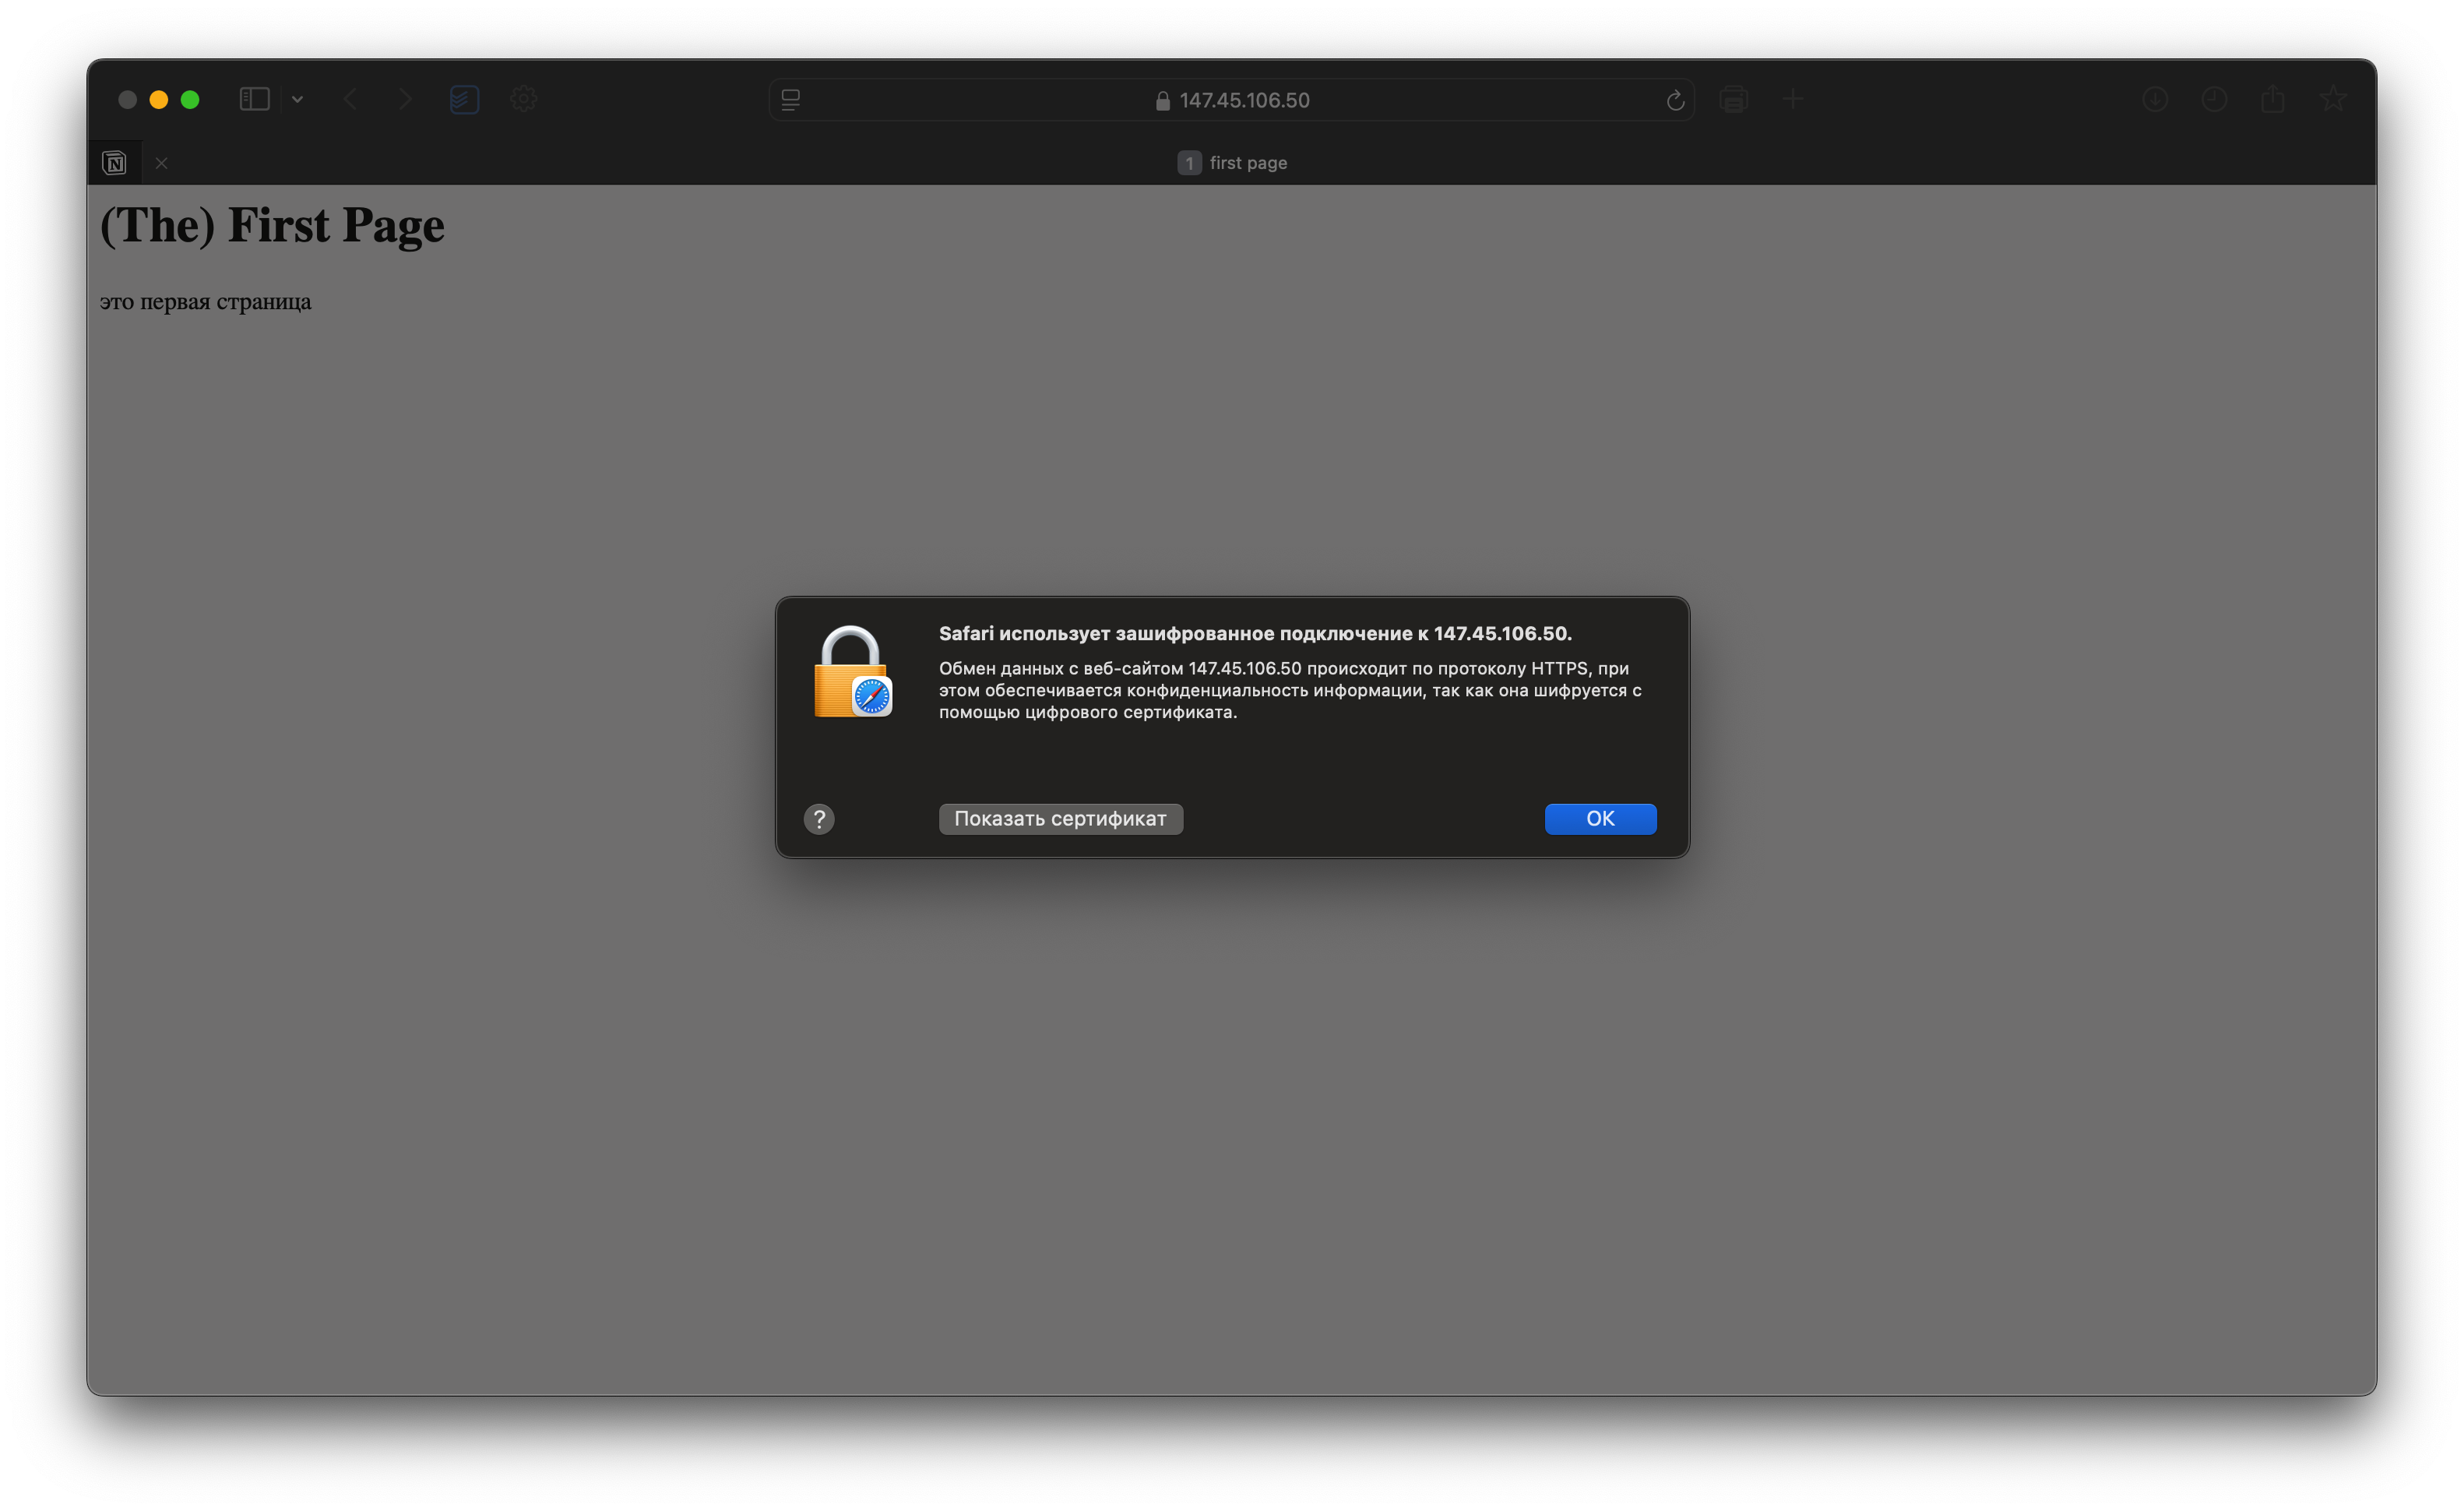 147.45.106.50
N
1 first page
(The) First Page
это первая страница
Safari использует зашифрованное подключение к 147.45.106.50.
Обмен данных с веб-сайтом 147.45.106.50 происходит по протоколу HTTPS, при
этом обеспечивается конфиденциальность информации, так как она шифруется с
помощью цифрового сертификата.
?
Показать сертификат
OK